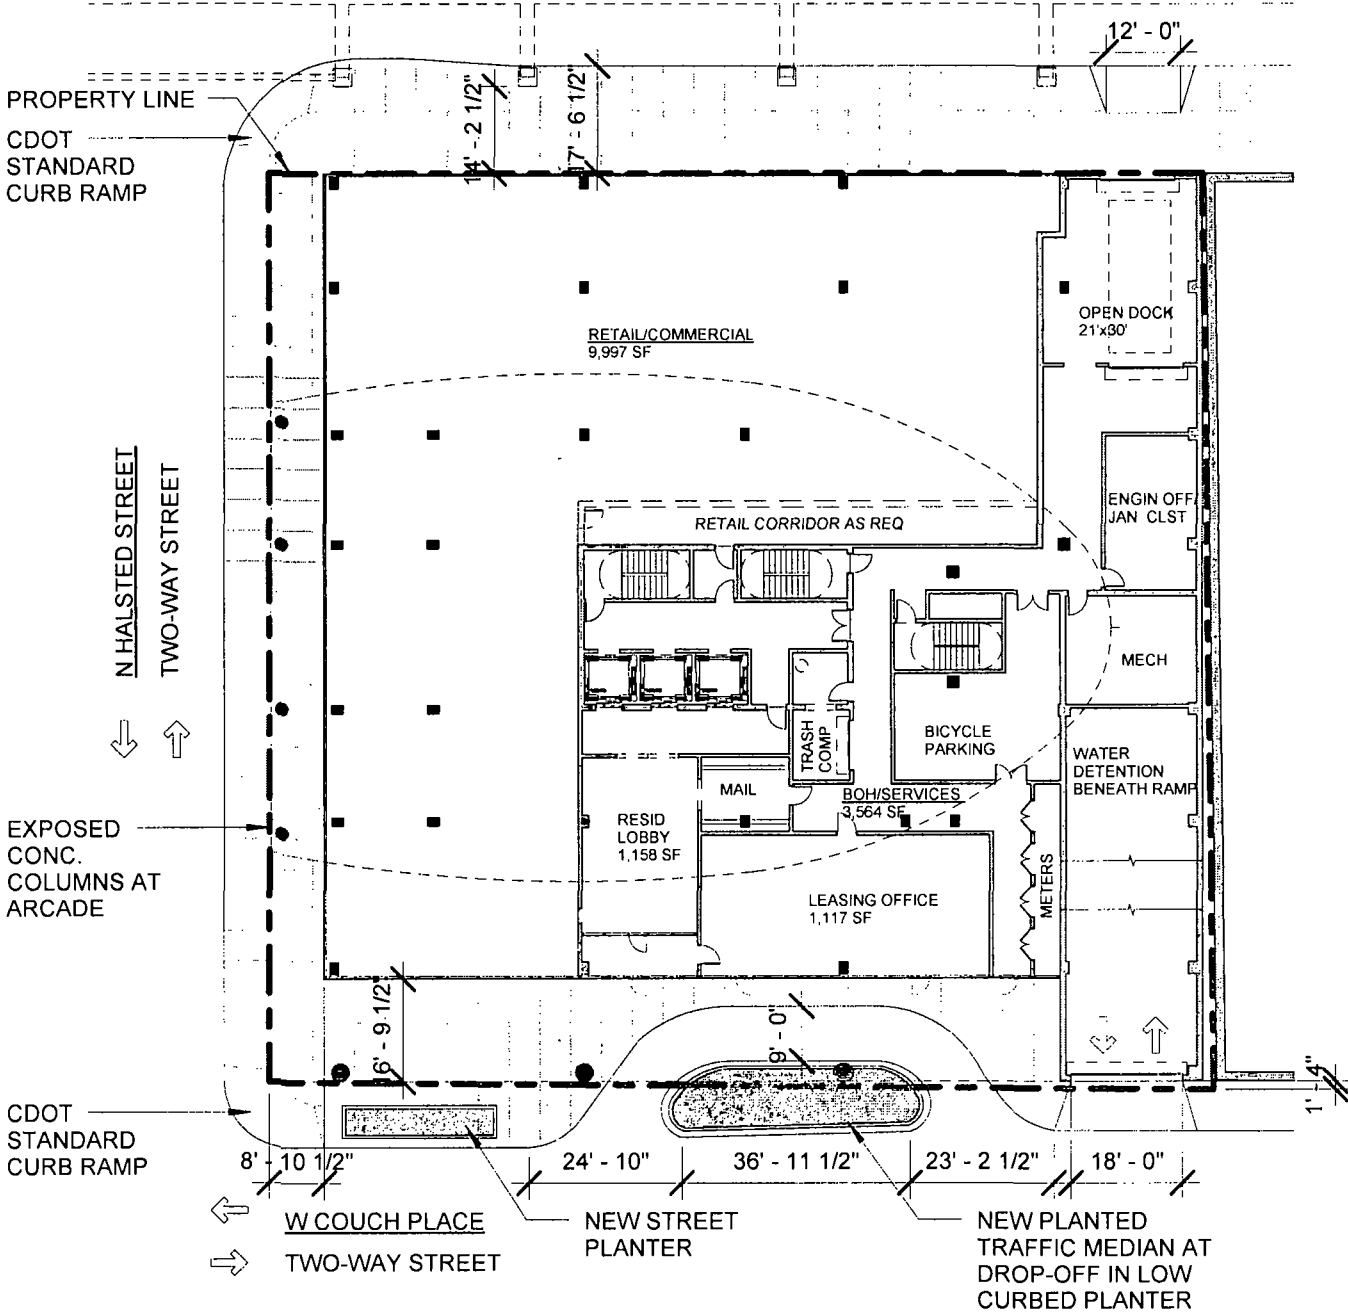 12' - 0"
PROPERTY LINE
CDOT
STANDARD
CURB RAMP
14' - 2 1/2"
17' - 6 1/2"
RETAIL/COMMERCIAL
9,997 SF
OPEN DOCK
21'x30'
N HALSTED STREET
TWO-WAY STREET
ENGIN OFF/
JAN CLST
RETAIL CORRIDOR AS REQ
MECH
TRASH
COMP
BICYCLE
PARKING
WATER
DETENTION
BENEATH RAMP
MAIL
BOH/SERVICES
3,564 SF
RESID
LOBBY
1,158 SF
EXPOSED
CONC.
COLUMNS AT
ARCADE
LEASING OFFICE
1,117 SF
METERS
16' - 9 1/2"
9' - 0"
1' - 4"
CDOT
STANDARD
CURB RAMP
8' - 10 1/2"
24' - 10"
36' - 11 1/2"
23' - 2 1/2"
18' - 0"
W COUCH PLACE
TWO-WAY STREET
NEW STREET
PLANTER
NEW PLANTED
TRAFFIC MEDIAN AT
DROP-OFF IN LOW
CURBED PLANTER